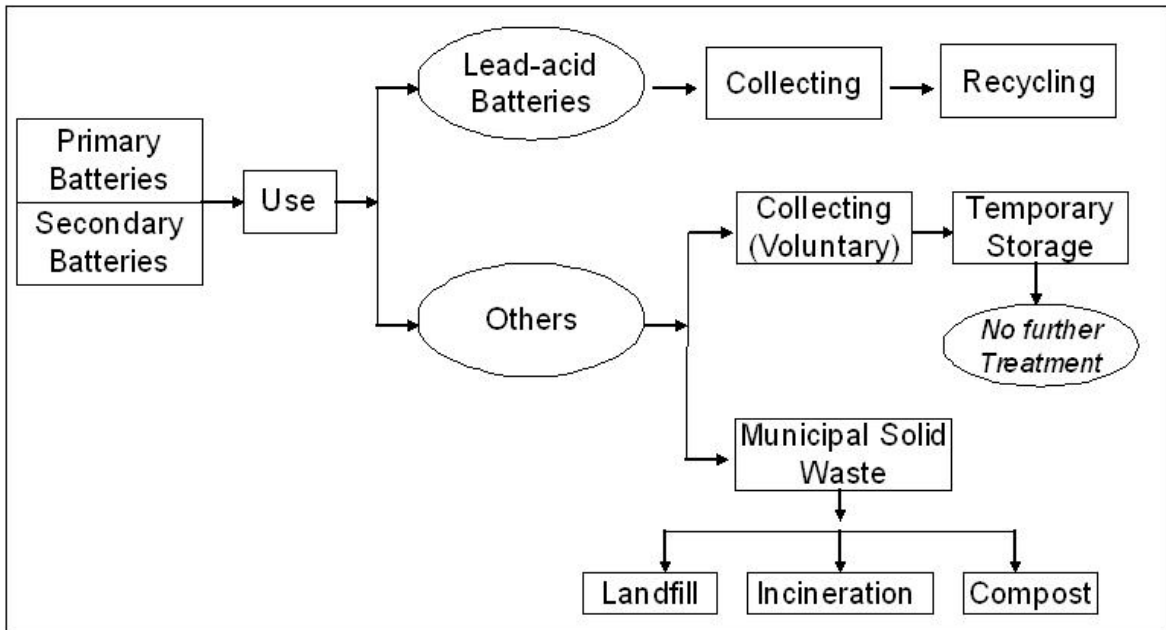 Primary
Batteries
Secondary
Batteries
Use
Lead-acid
Batteries
Collecting
Recycling
Others
Collecting
(Voluntary)
Temporary
Storage
No further
Treatment
Municipal Solid
Waste
Landfill
Incineration
Compost